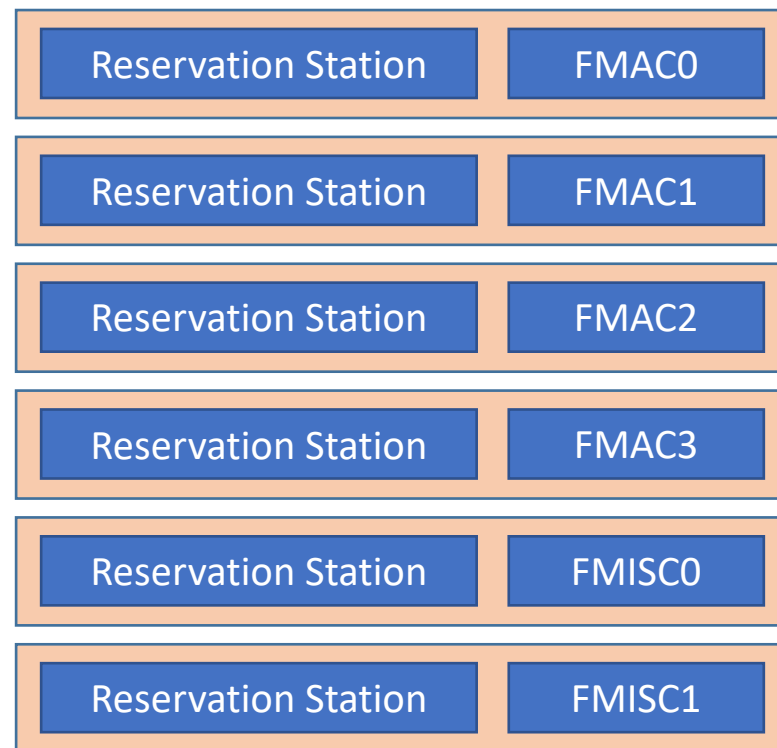 Reservation Station FMAC0
Reservation Station FMAC1
Reservation Station FMAC2
Reservation Station FMAC3
Reservation Station FMISC0
Reservation Station FMISC1